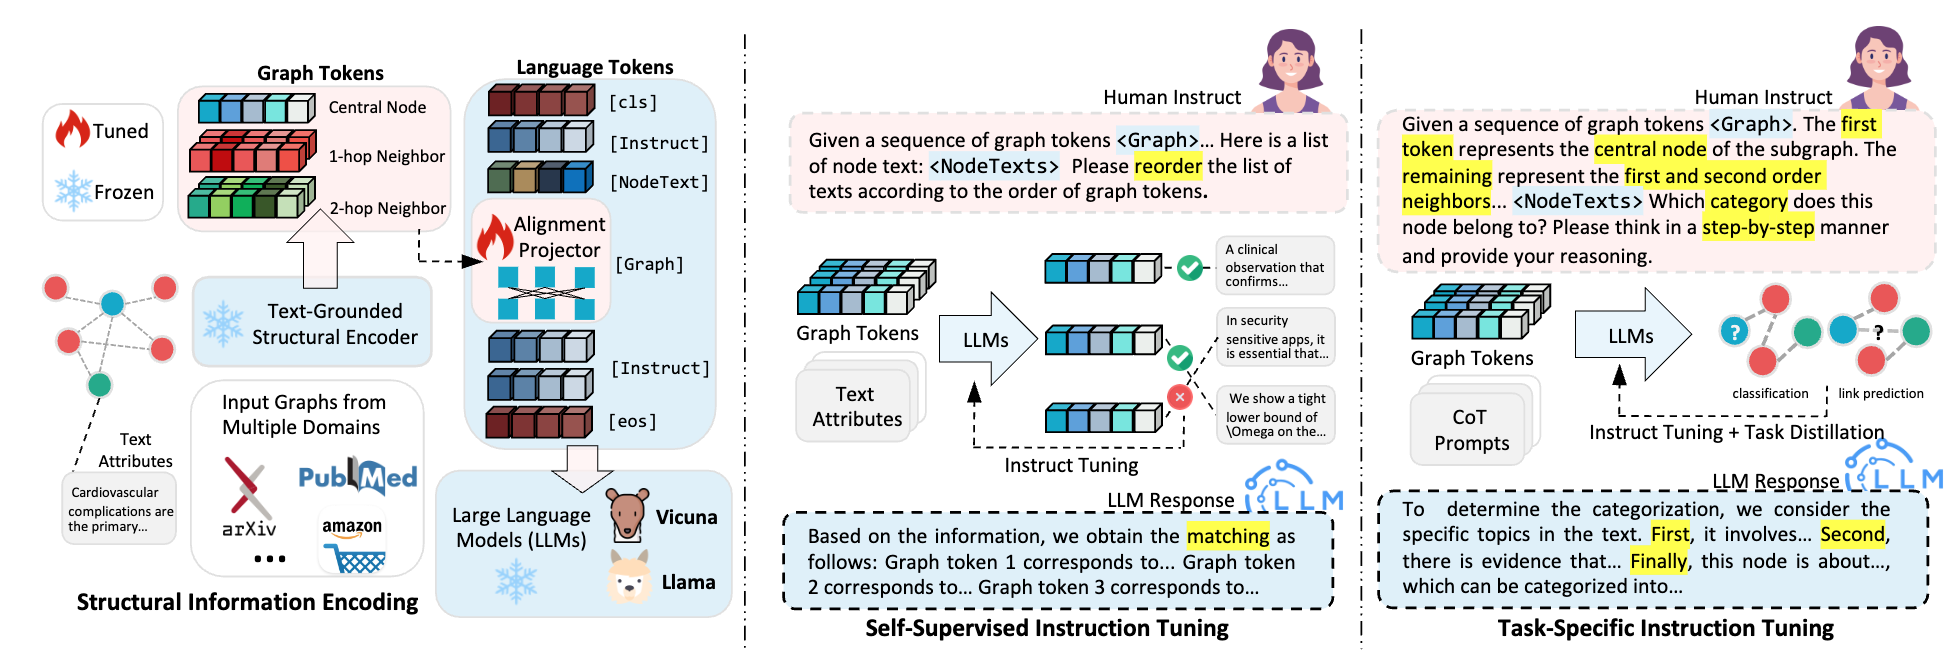 Graph Tokens
Central Node
1-hop Neighbor
2-hop Neighbor
Tuned
Frozen
Text-Grounded
Structural Encoder
Input Graphs from
Multiple Domains
arXiv
PubMed
amazon
...
Text
Attributes
Cardiovascular
complications are
the primary...
Structural Information Encoding
Language Tokens
[cls]
[Instruct]
[NodeText]
Alignment
Projector
[Graph]
[Instruct]
[eos]
Large Language
Models (LLMs)
Vicuna
Llama
Human Instruct
Given a sequence of graph tokens <Graph>... Here is a list
of node text: <NodeTexts> Please reorder the list of
texts according to the order of graph tokens.
Graph Tokens
Text
Attributes
LLMs
A clinical
observation that
confirms...
In security
sensitive apps, it
is essential that...
We show a tight
lower bound of
\Omega on the...
Instruct Tuning
LLM Response
LLM
Based on the information, we obtain the matching as
follows: Graph token 1 corresponds to... Graph token
2 corresponds to... Graph token 3 corresponds to...
Self-Supervised Instruction Tuning
Human Instruct
Given a sequence of graph tokens <Graph>. The first
token represents the central node of the subgraph. The
remaining represent the first and second order
neighbors... <NodeTexts> Which category does this
node belong to? Please think in a step-by-step manner
and provide your reasoning.
Graph Tokens
CoT
Prompts
LLMs
?
?
classification
link prediction
Instruct Tuning + Task Distillation
LLM Response
LLM
To determine the categorization, we consider the
specific topics in the text. First, it involves... Second,
there is evidence that... Finally, this node is about...,
which can be categorized into...
Task-Specific Instruction Tuning